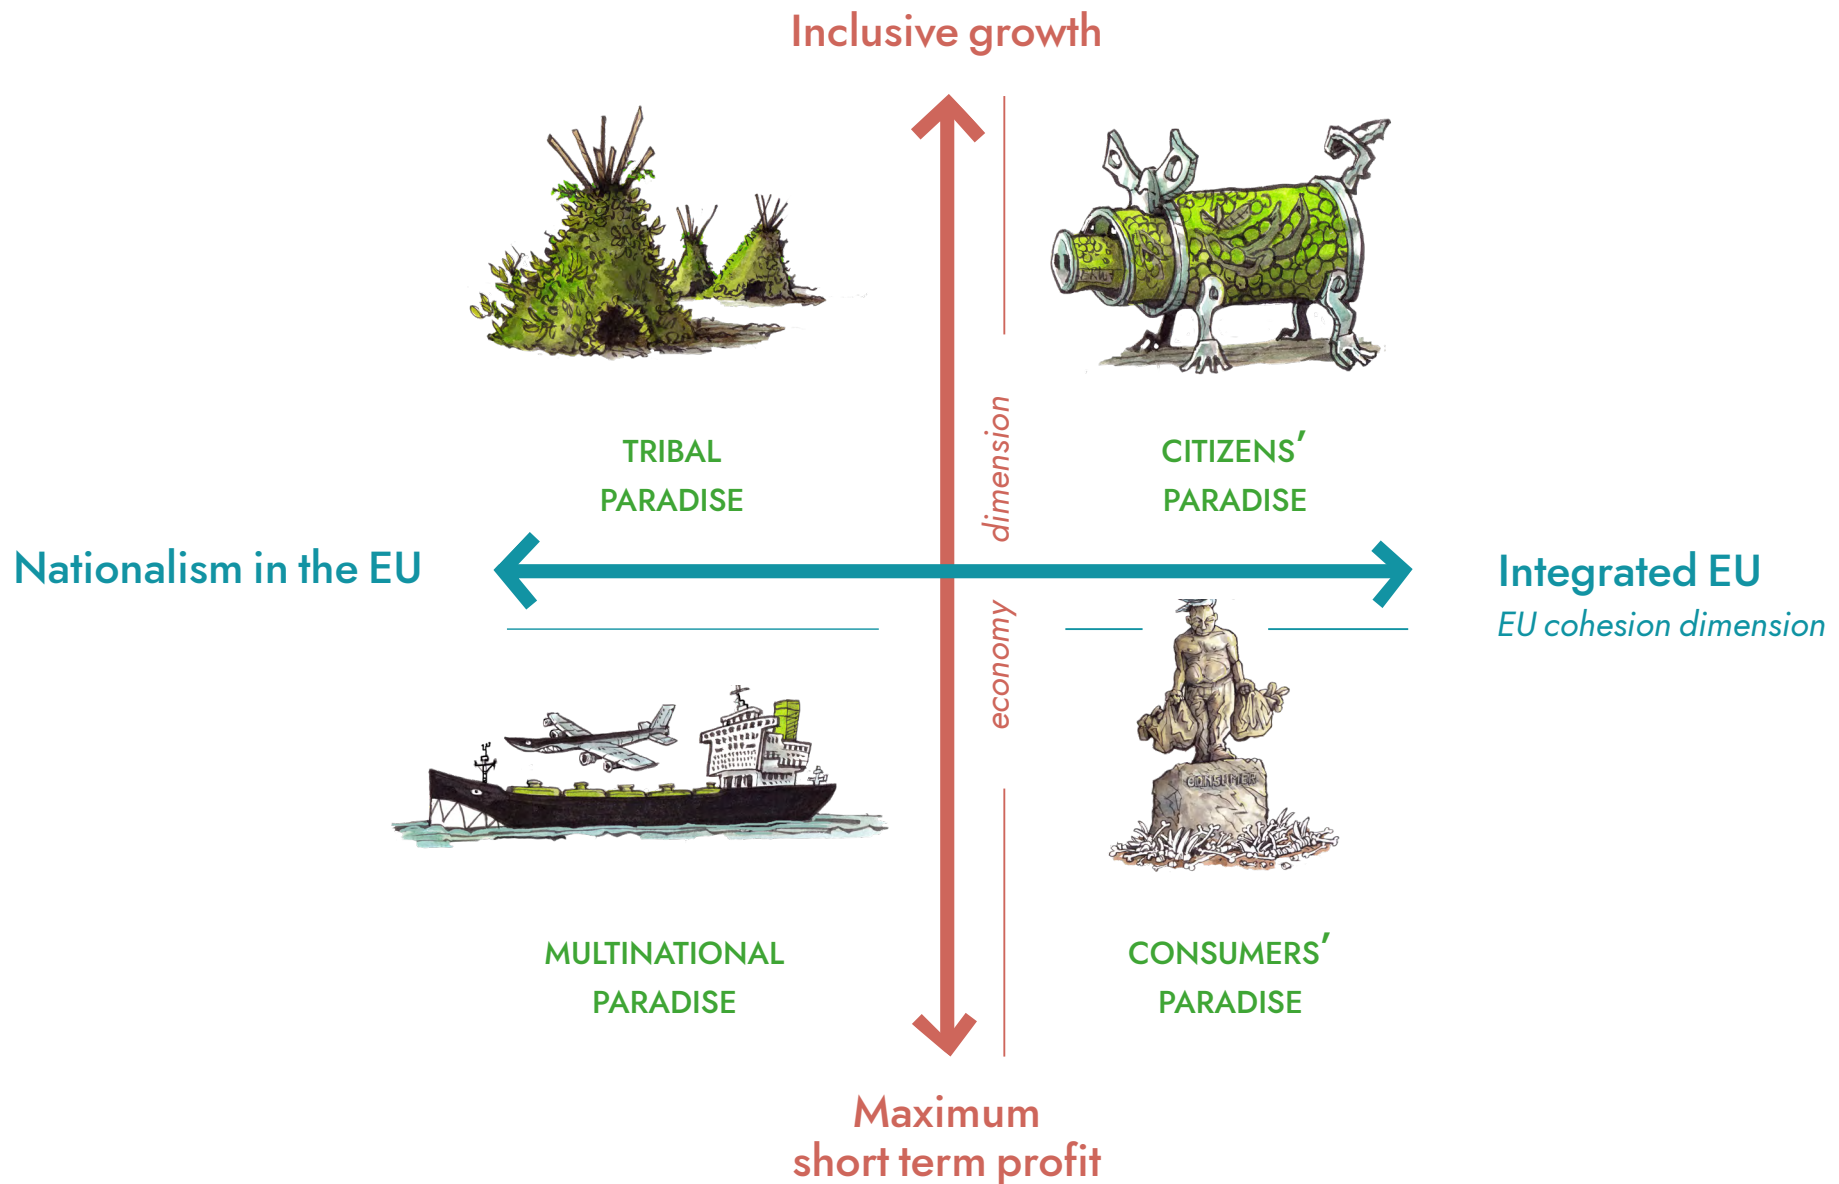 Inclusive growth
TRIBAL
PARADISE
CITIZENS’
PARADISE
dimension
Nationalism in the EU
Integrated EU
EU cohesion dimension
economy
CONSUMER
MULTINATIONAL
PARADISE
CONSUMERS’
PARADISE
Maximum
short term profit